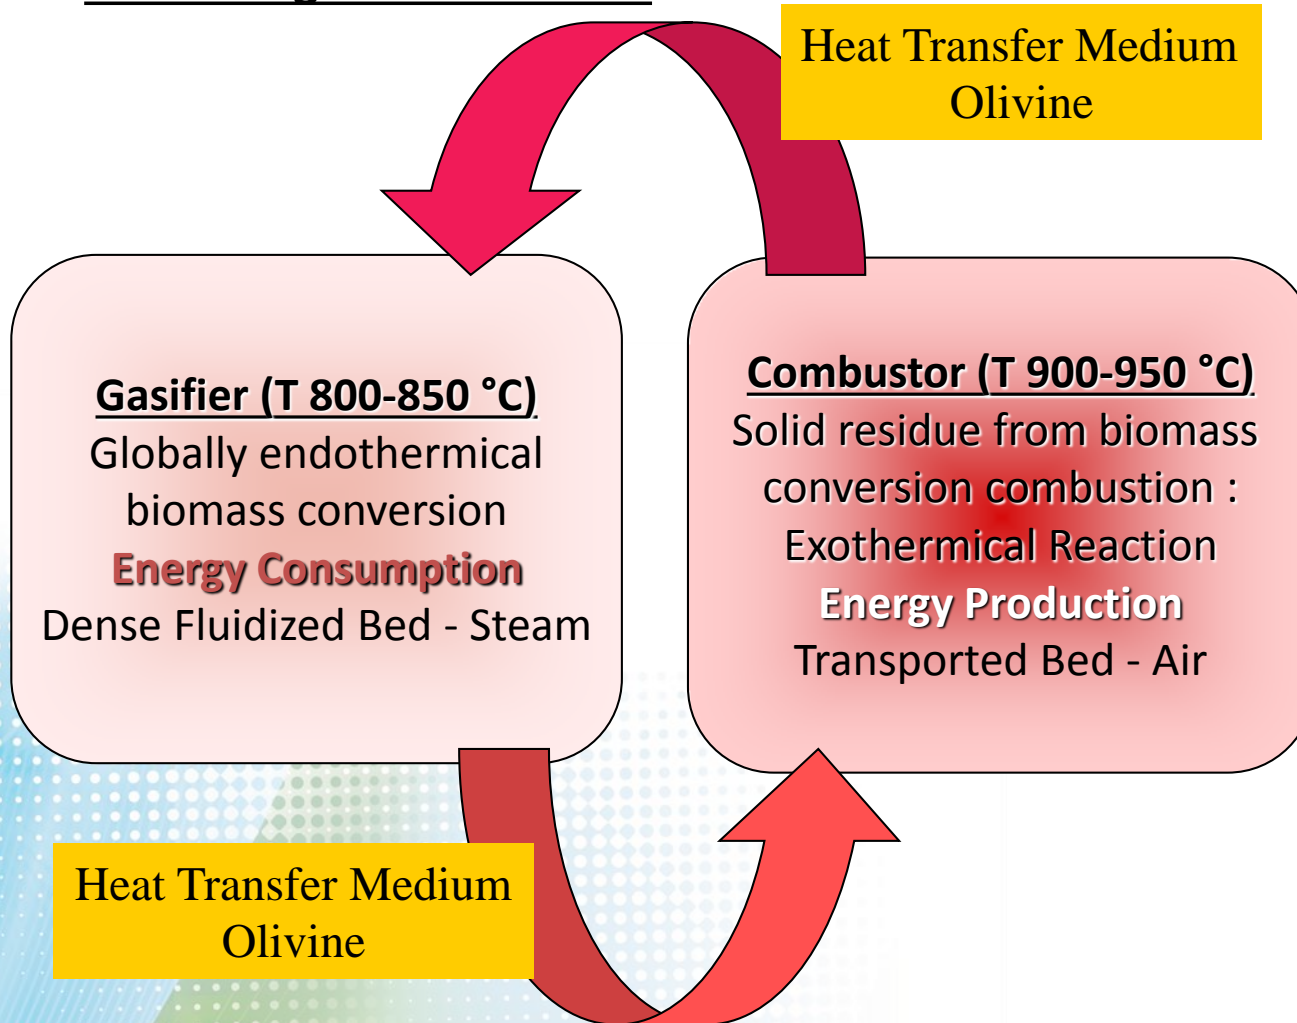 Heat Transfer Medium
Olivine
Gasifier (T 800-850 °C)
Globally endothermical
biomass conversion
Energy Consumption
Dense Fluidized Bed - Steam
Combustor (T 900-950 °C)
Solid residue from biomass
conversion combustion :
Exothermical Reaction
Energy Production
Transported Bed - Air
Heat Transfer Medium
Olivine